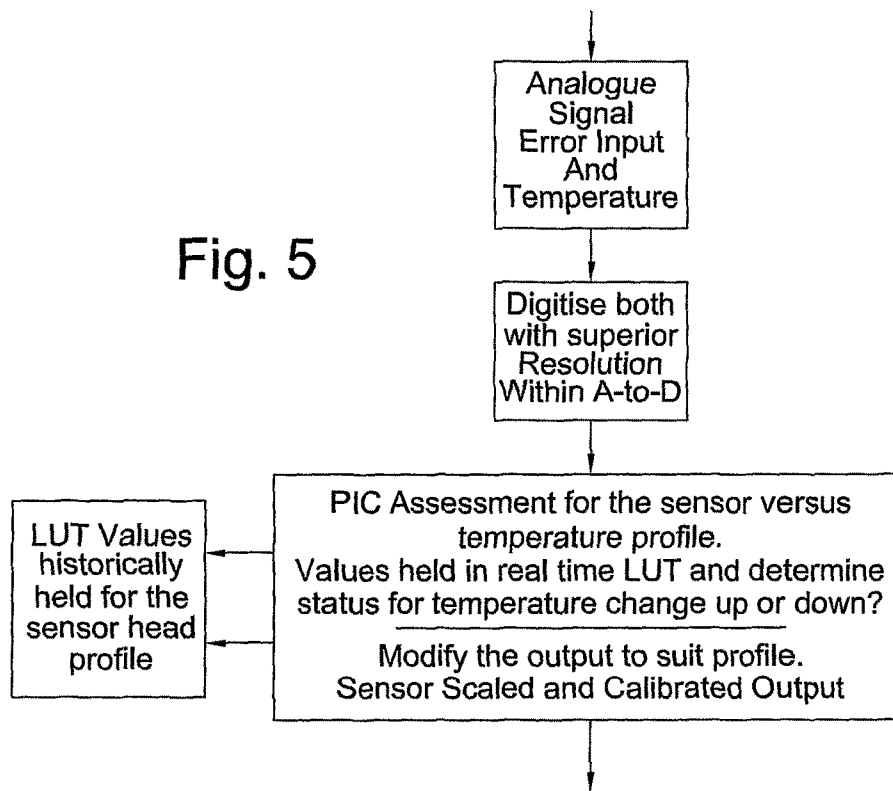 Analogue
Signal
Error Input
And
Temperature
Fig. 5
Digitise both
with superior
Resolution
Within A-to-D
PIC Assessment for the sensor versus
temperature profile.
Values held in real time LUT and determine
status for temperature change up or down?
Modify the output to suit profile.
Sensor Scaled and Calibrated Output
LUT Values
historically
held for the
sensor head
profile